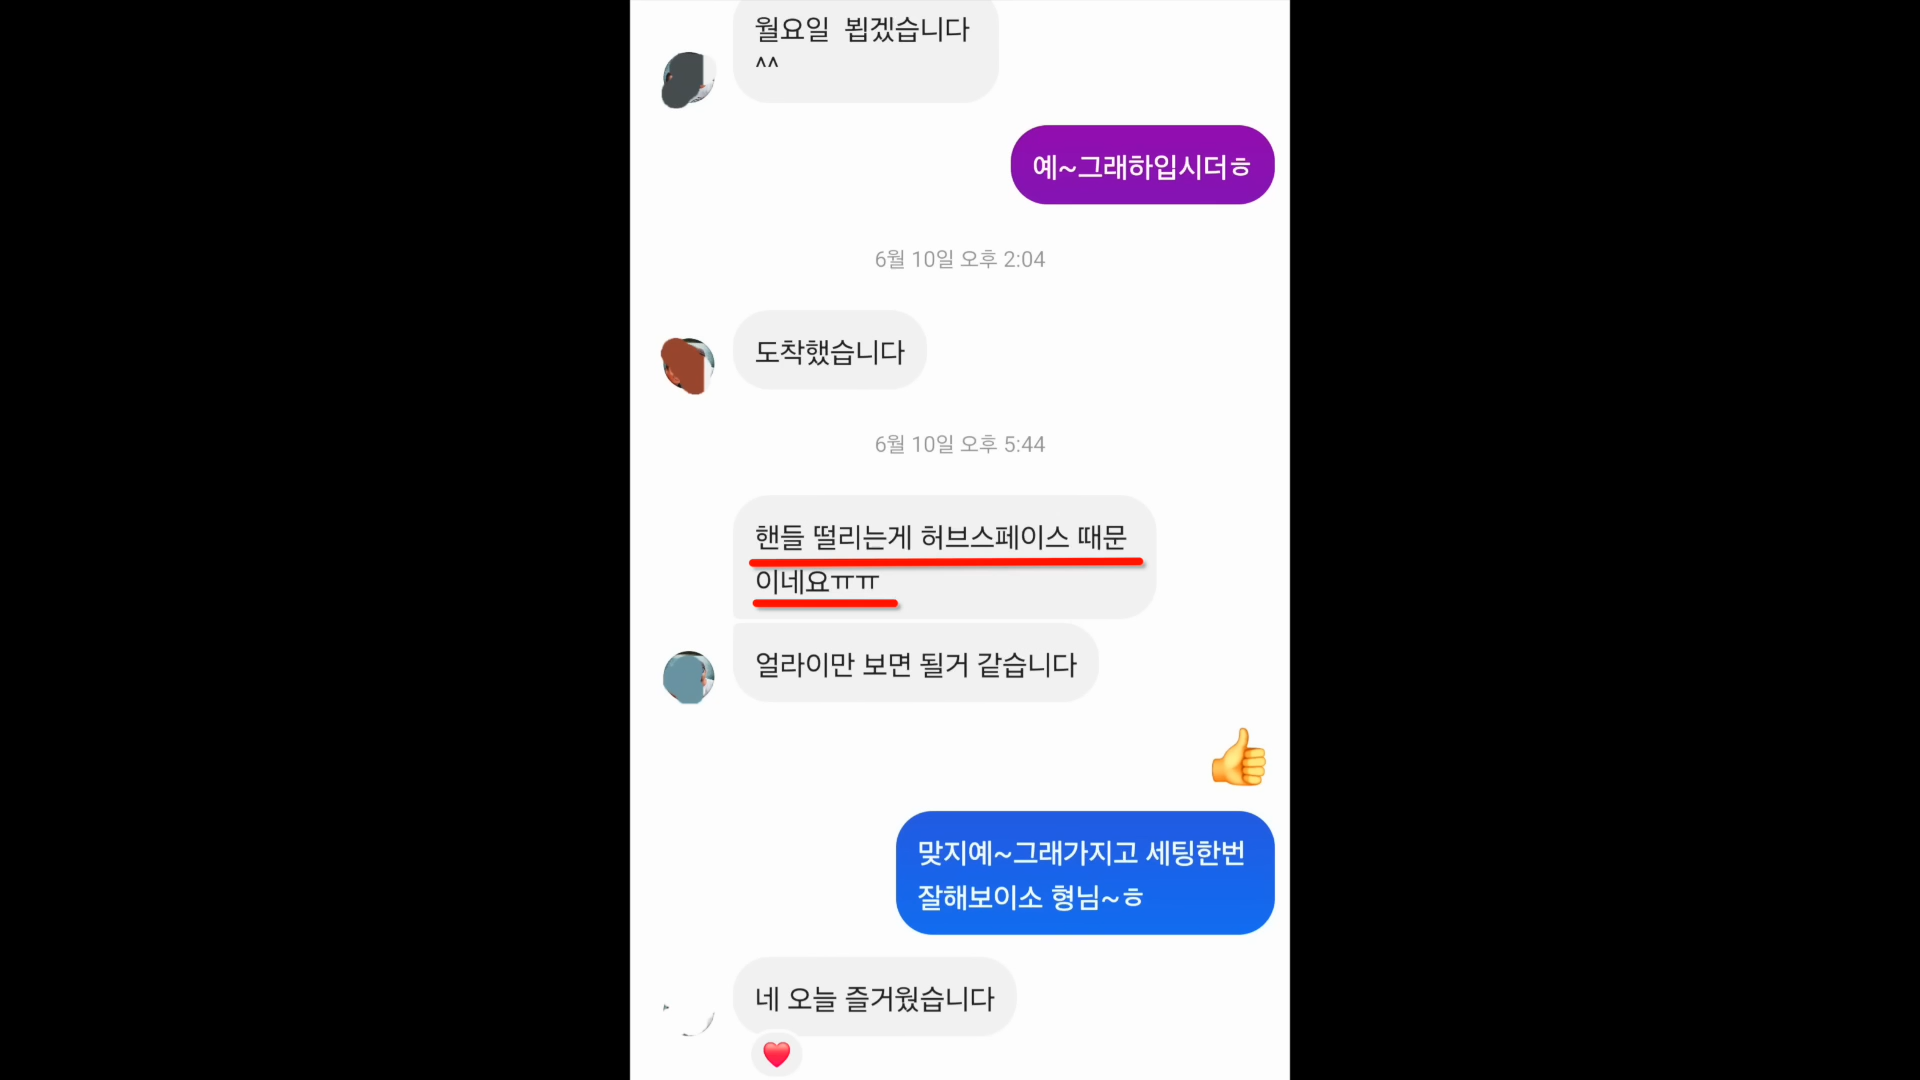 월요일 뵙겠습니다
^^
예~그래하입시더ㅎ
6월 10일 오후 2:04
도착했습니다
6월 10일 오후 5:44
핸들 떨리는게 허브스페이스 때문
이네요ㅠㅠ
얼라이만 보면 될거 같습니다
맞지예~그래가지고 세팅한번
잘해보이소 형님~ㅎ
네 오늘 즐거웠습니다